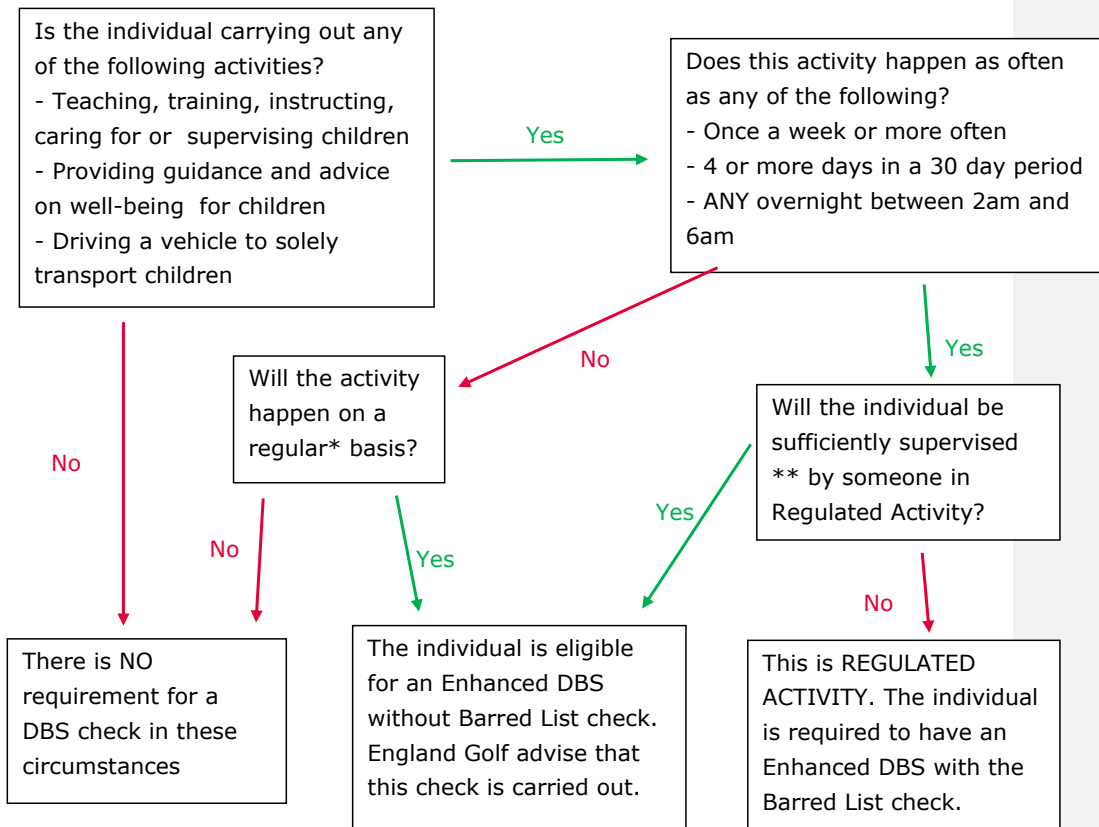 Is the individual carrying out any
of the following activities?
- Teaching, training, instructing,
caring for or supervising children
- Providing guidance and advice
on well-being for children
- Driving a vehicle to solely
transport children
Yes
Does this activity happen as often
as any of the following?
- Once a week or more often
- 4 or more days in a 30 day period
- ANY overnight between 2am and
6am
No
Yes
Will the activity
happen on a
regular* basis?
Will the individual be
sufficiently supervised
** by someone in
Regulated Activity?
No
No
Yes
Yes
No
There is NO
requirement for a
DBS check in these
circumstances
The individual is eligible
for an Enhanced DBS
without Barred List check.
England Golf advise that
this check is carried out.
This is REGULATED
ACTIVITY. The individual
is required to have an
Enhanced DBS with the
Barred List check.